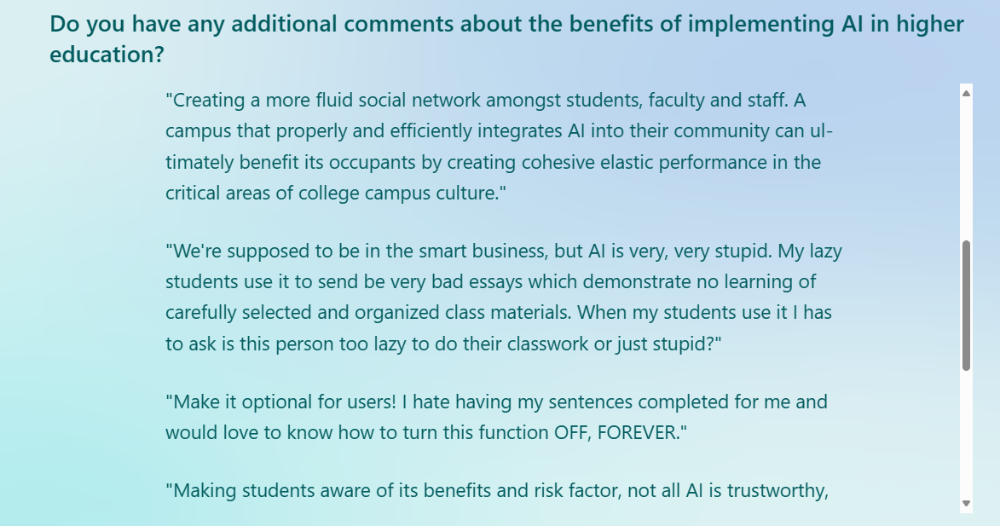 Do you have any additional comments about the benefits of implementing AI in higher
education?
"Creating a more fluid social network amongst students, faculty and staff. A
campus that properly and efficiently integrates AI into their community can ul-
timately benefit its occupants by creating cohesive elastic performance in the
critical areas of college campus culture."
"We're supposed to be in the smart business, but AI is very, very stupid. My lazy
students use it to send be very bad essays which demonstrate no learning of
carefully selected and organized class materials. When my students use it I has
to ask is this person too lazy to do their classwork or just stupid?"
"Make it optional for users! I hate having my sentences completed for me and
would love to know how to turn this function OFF, FOREVER."
"Making students aware of its benefits and risk factor, not all AI is trustworthy,